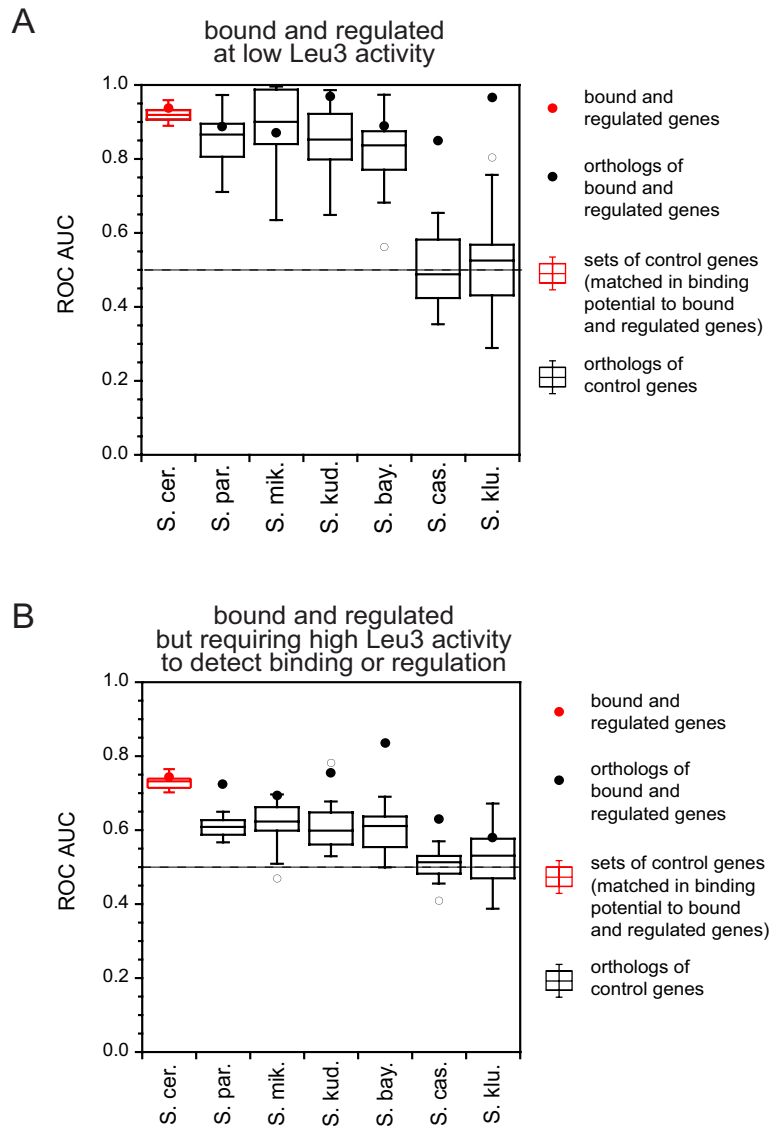 A
bound and regulated
at low Leu3 activity
1.0
0.8
0.6
0.4
0.2
0.0
ROC AUC
S. cer.
S. par.
S. mik.
S. kud.
S. bay.
S. cas.
S. klu.
bound and
regulated genes
orthologs of
bound and
regulated genes
sets of control genes
(matched in binding
potential to bound
and regulated genes)
orthologs of
control genes
B
bound and regulated
but requiring high Leu3 activity
to detect binding or regulation
1.0
0.8
0.6
0.4
0.2
0.0
ROC AUC
S. cer.
S. par.
S. mik.
S. kud.
S. bay.
S. cas.
S. klu.
bound and
regulated genes
orthologs of
bound and
regulated genes
sets of control genes
(matched in binding
potential to bound
and regulated genes)
orthologs of
control genes